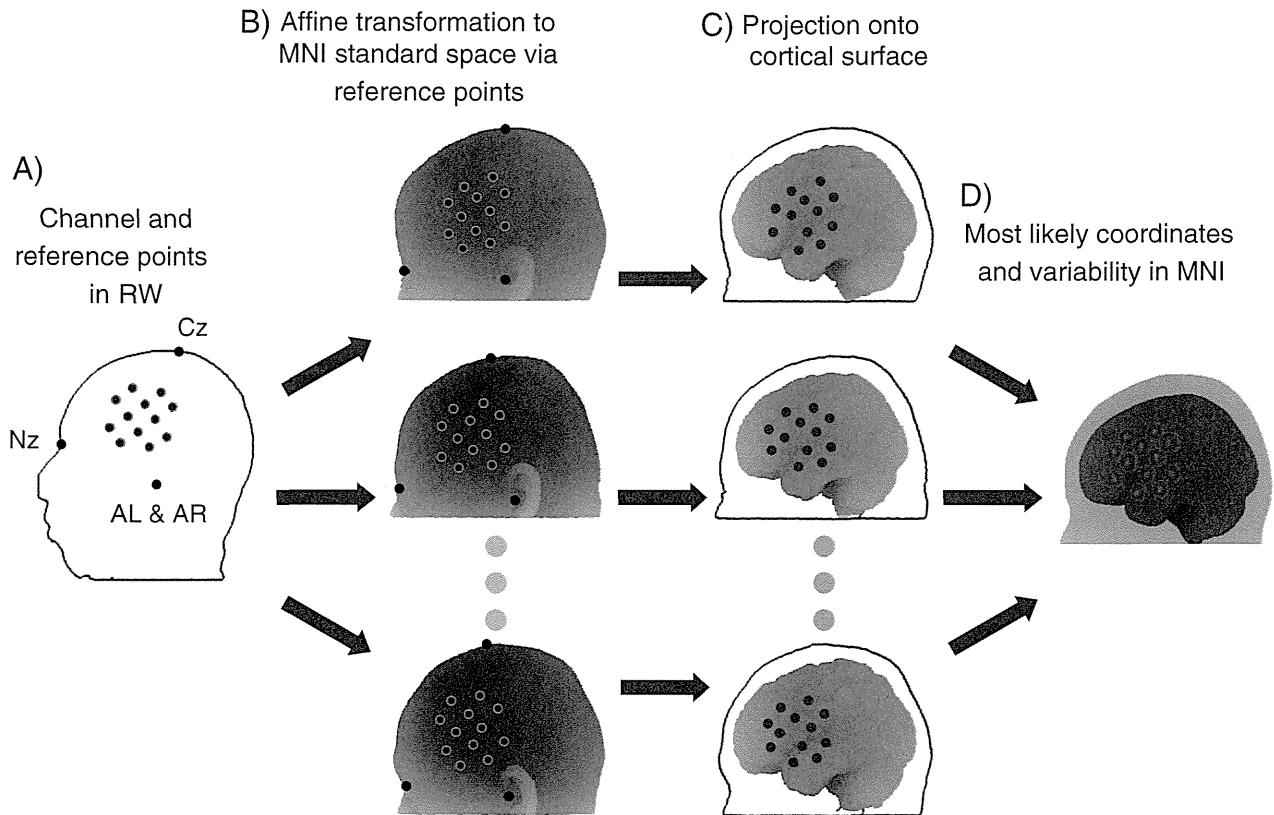 A)
Channel and
reference points
in RW
Cz
Nz
AL & AR
B) Affine transformation to
MNI standard space via
reference points
C) Projection onto
cortical surface
D)
Most likely coordinates
and variability in MNI